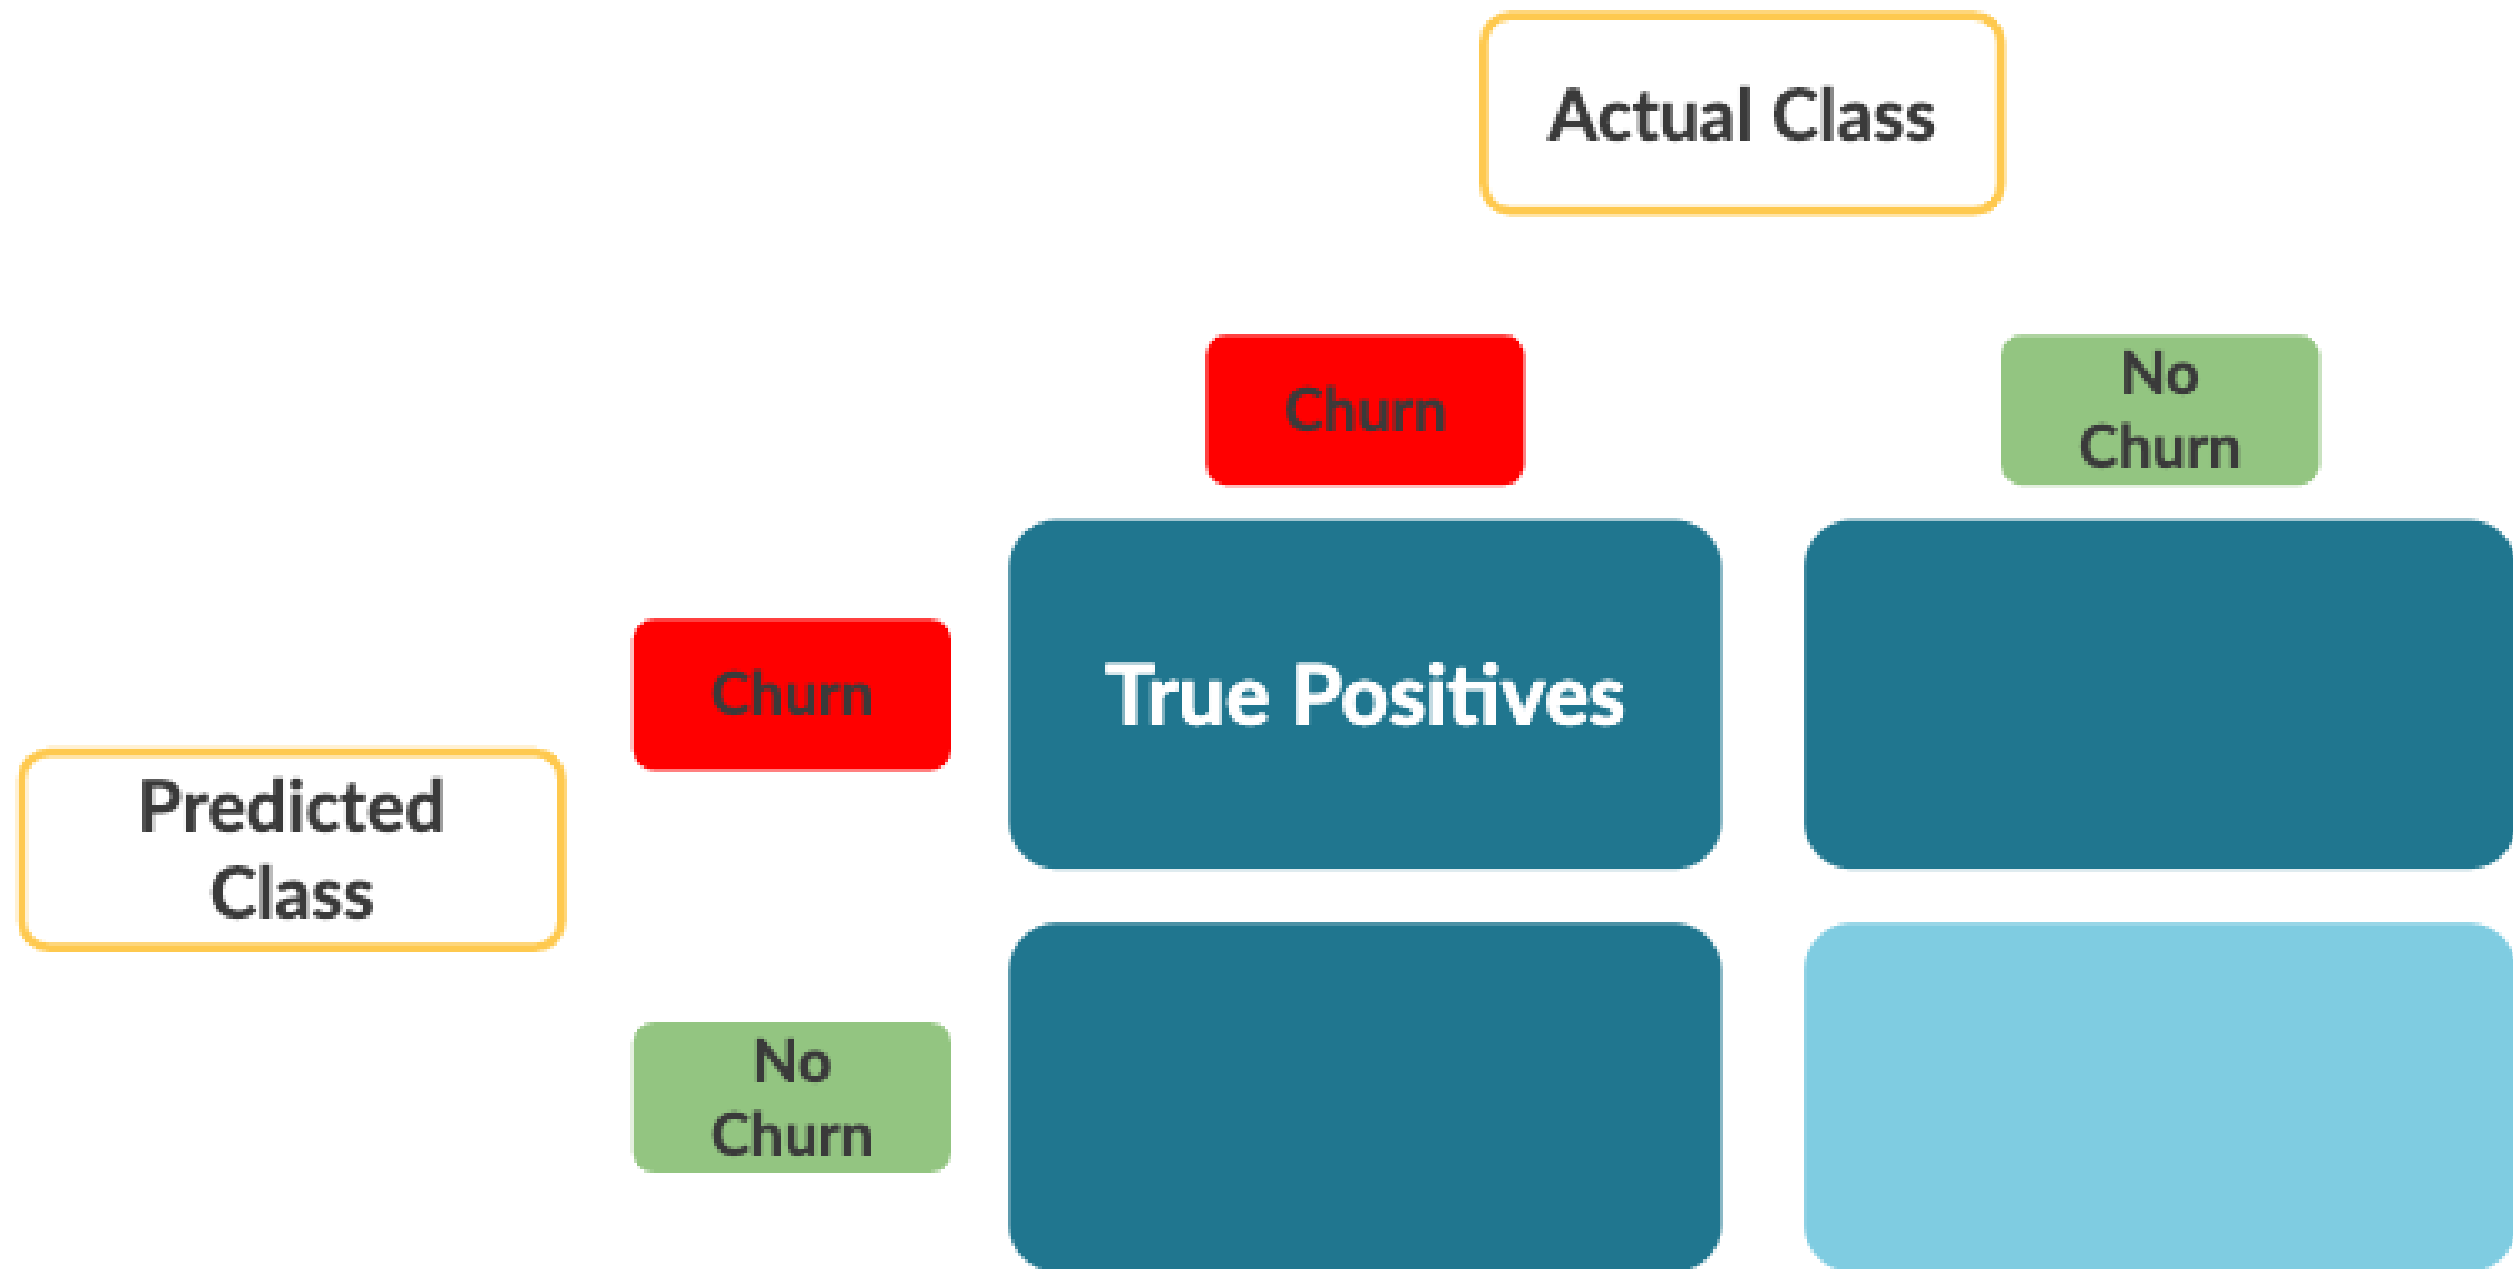 Actual Class
Churn
No
Churn
Churn
True Positives
Predicted
Class
No
Churn